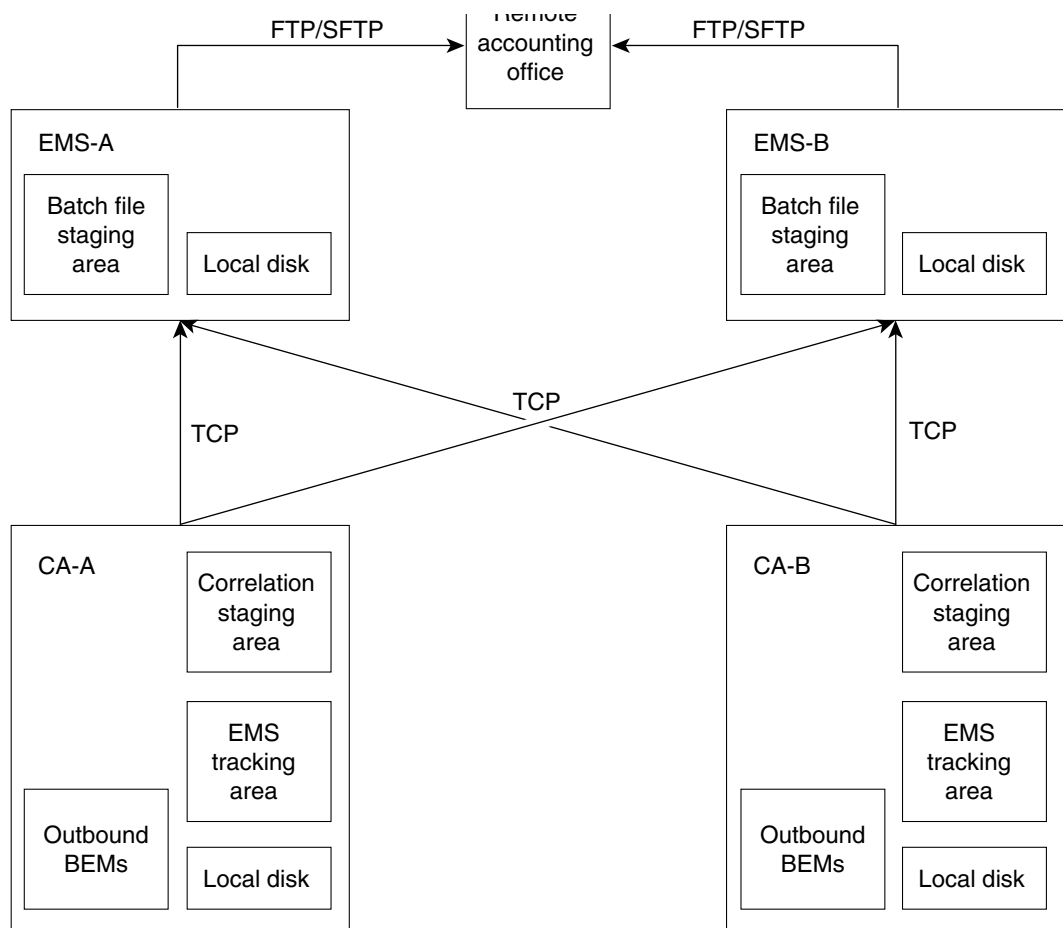 FTP/SFTP
Remote
FTP/SFTP
accounting
office
EMS-A
EMS-B
Batch file
staging
area
Local disk
Batch file
staging
area
Local disk
TCP
TCP
TCP
CA-A
Correlation
staging
area
EMS
tracking
area
Outbound
BEMs
Local disk
CA-B
Correlation
staging
area
EMS
tracking
area
Outbound
BEMs
Local disk